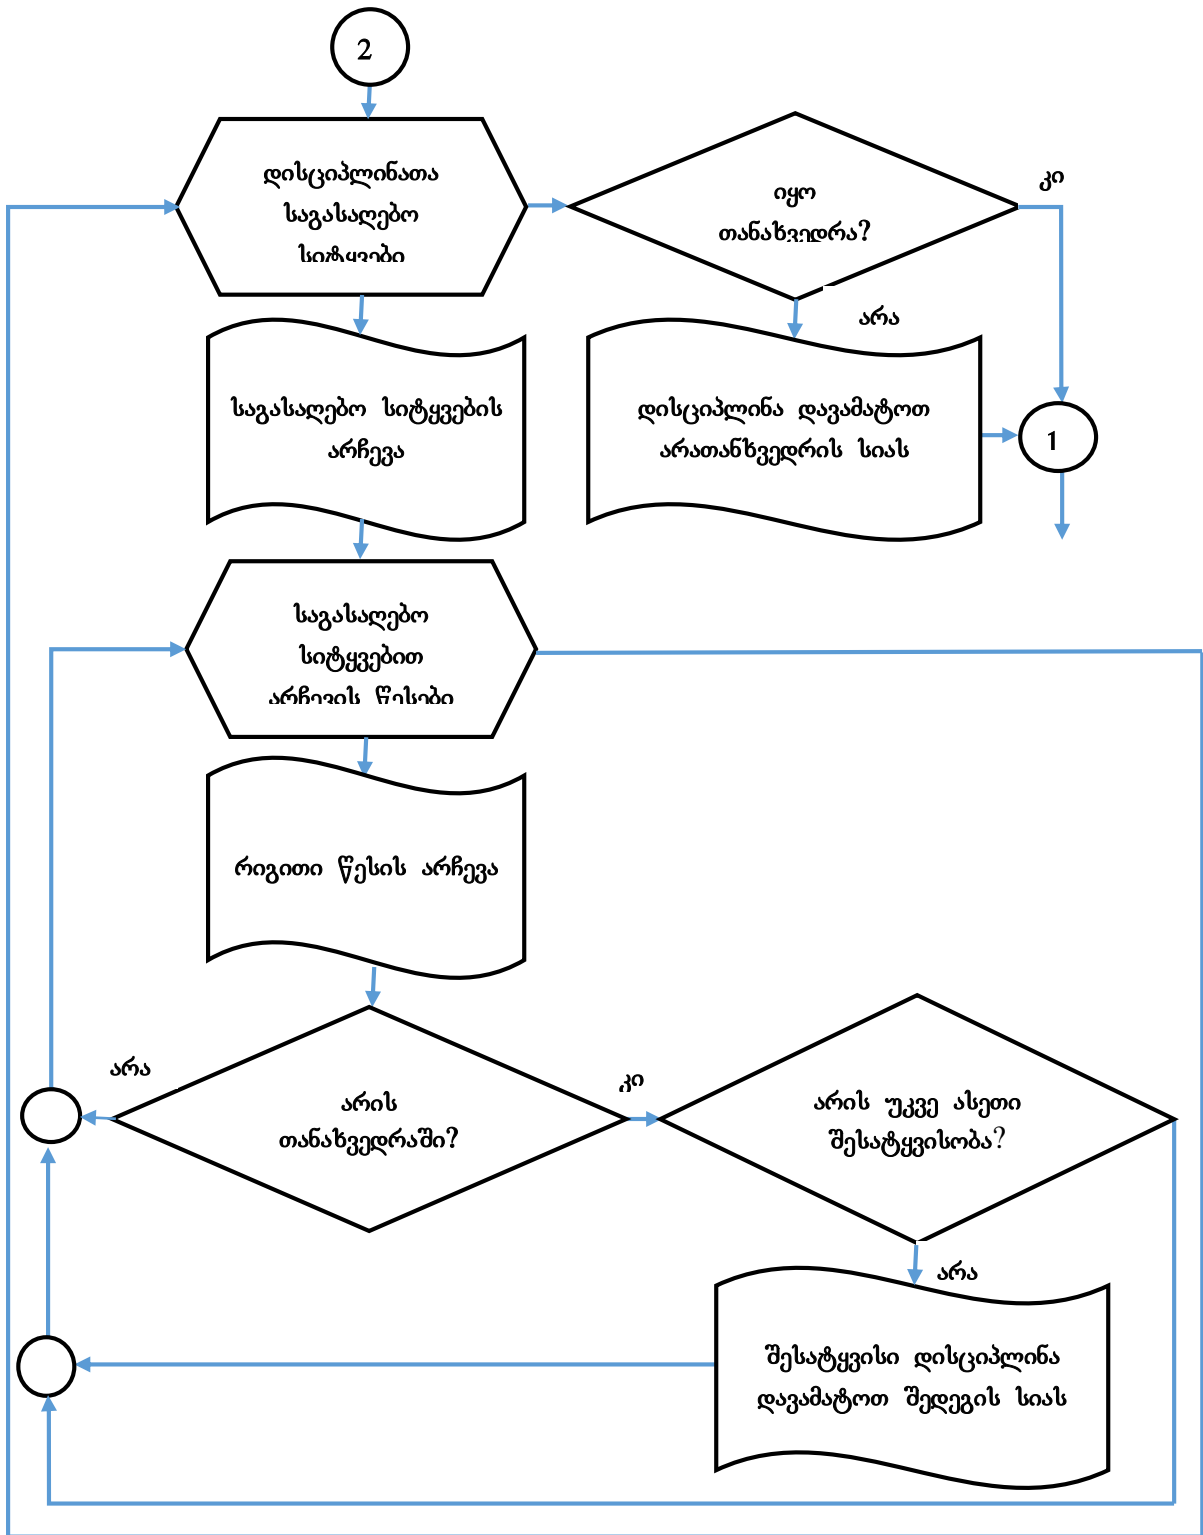 2
დისციპლინათა
საგასაღებო
სიტყვები
იყო
თანახვედრა?
კი
არა
საგასაღებო სიტყვების
არჩევა
დისციპლინა დავამატოთ
არათანხვედრის სიას
1
საგასაღებო
სიტყვებით
არჩევის წესები
რიგითი წესის არჩევა
არა
არის
თანახვედრაში?
კი
არის უკვე ასეთი
შესატყვისობა?
არა
შესატყვისი დისციპლინა
დავამატოთ შედეგის სიას